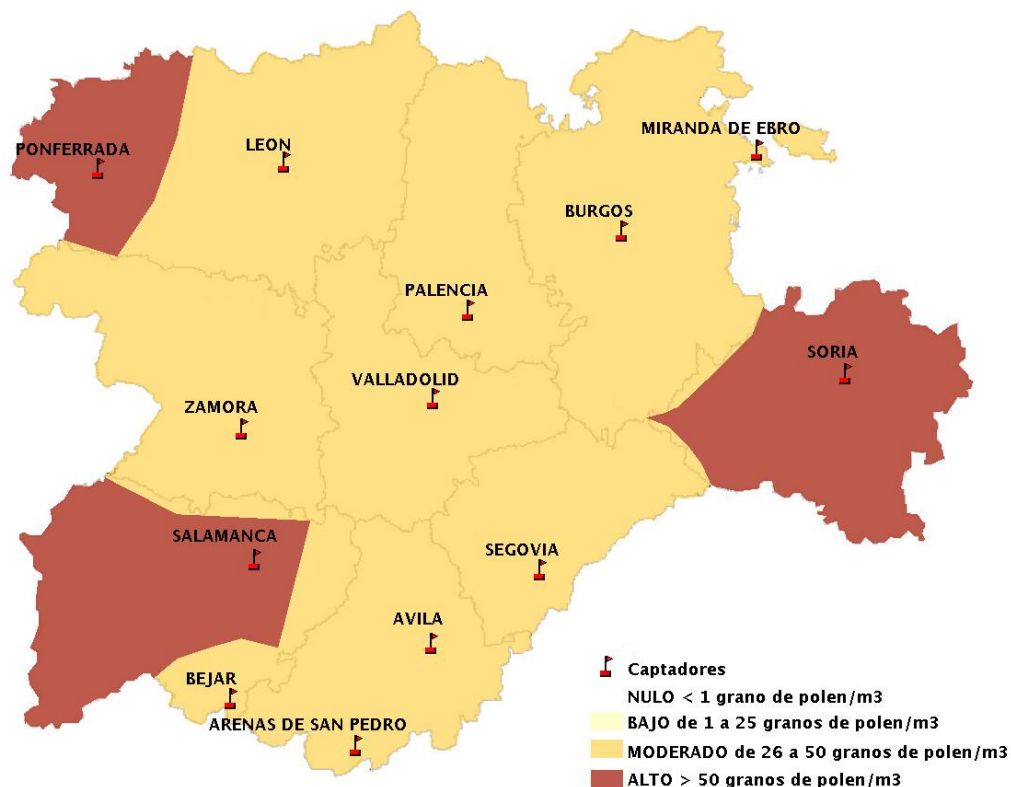 MIRANDA DE EBRO
PONFERRADA
LEON
BURGOS
PALENCIA
SORIA
VALLADOLID
ZAMORA
SALAMANCA
SEGOVIA
AVILA
BEJAR
ARENAS DE SAN PEDRO
Captadores
NULO < 1 grano de polen/m3
BAJO de 1 a 25 granos de polen/m3
MODERADO de 26 a 50 granos de polen/m3
ALTO > 50 granos de polen/m3